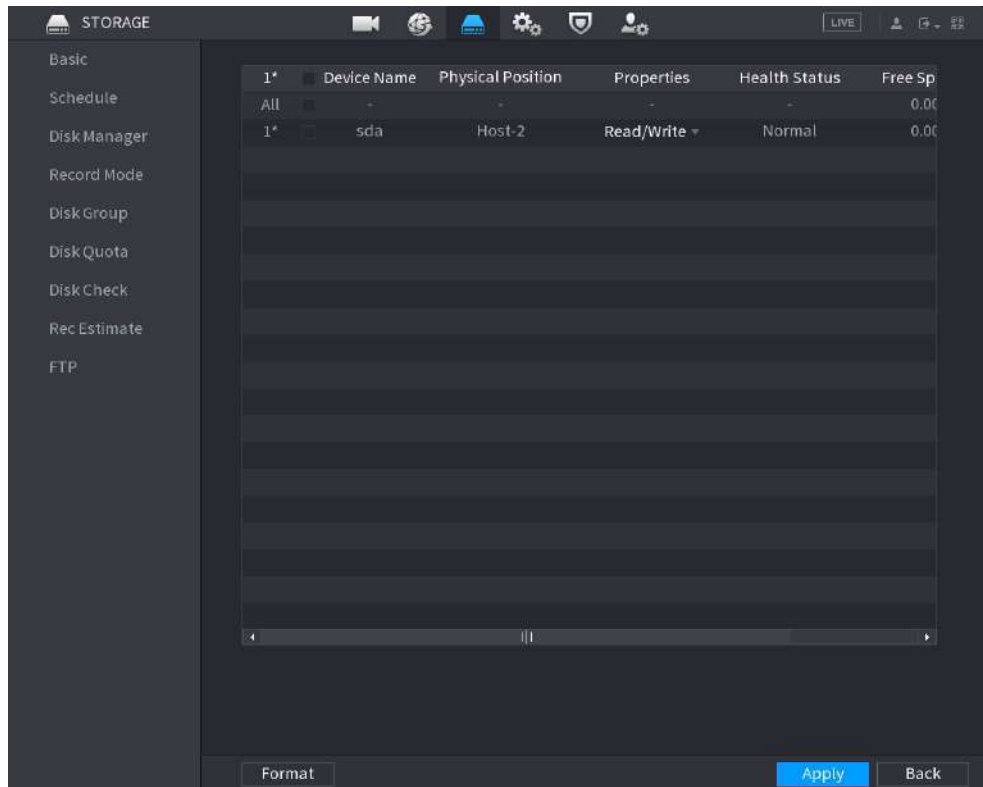 STORAGE
LIVE
Basic
Schedule
Disk Manager
Record Mode
Disk Group
Disk Quota
Disk Check
Rec Estimate
FTP
1* Device Name Physical Position Properties Health Status Free Sp
All - - - - 0.00
1* sda Host-2 Read/Write Normal 0.00
Format
Apply
Back